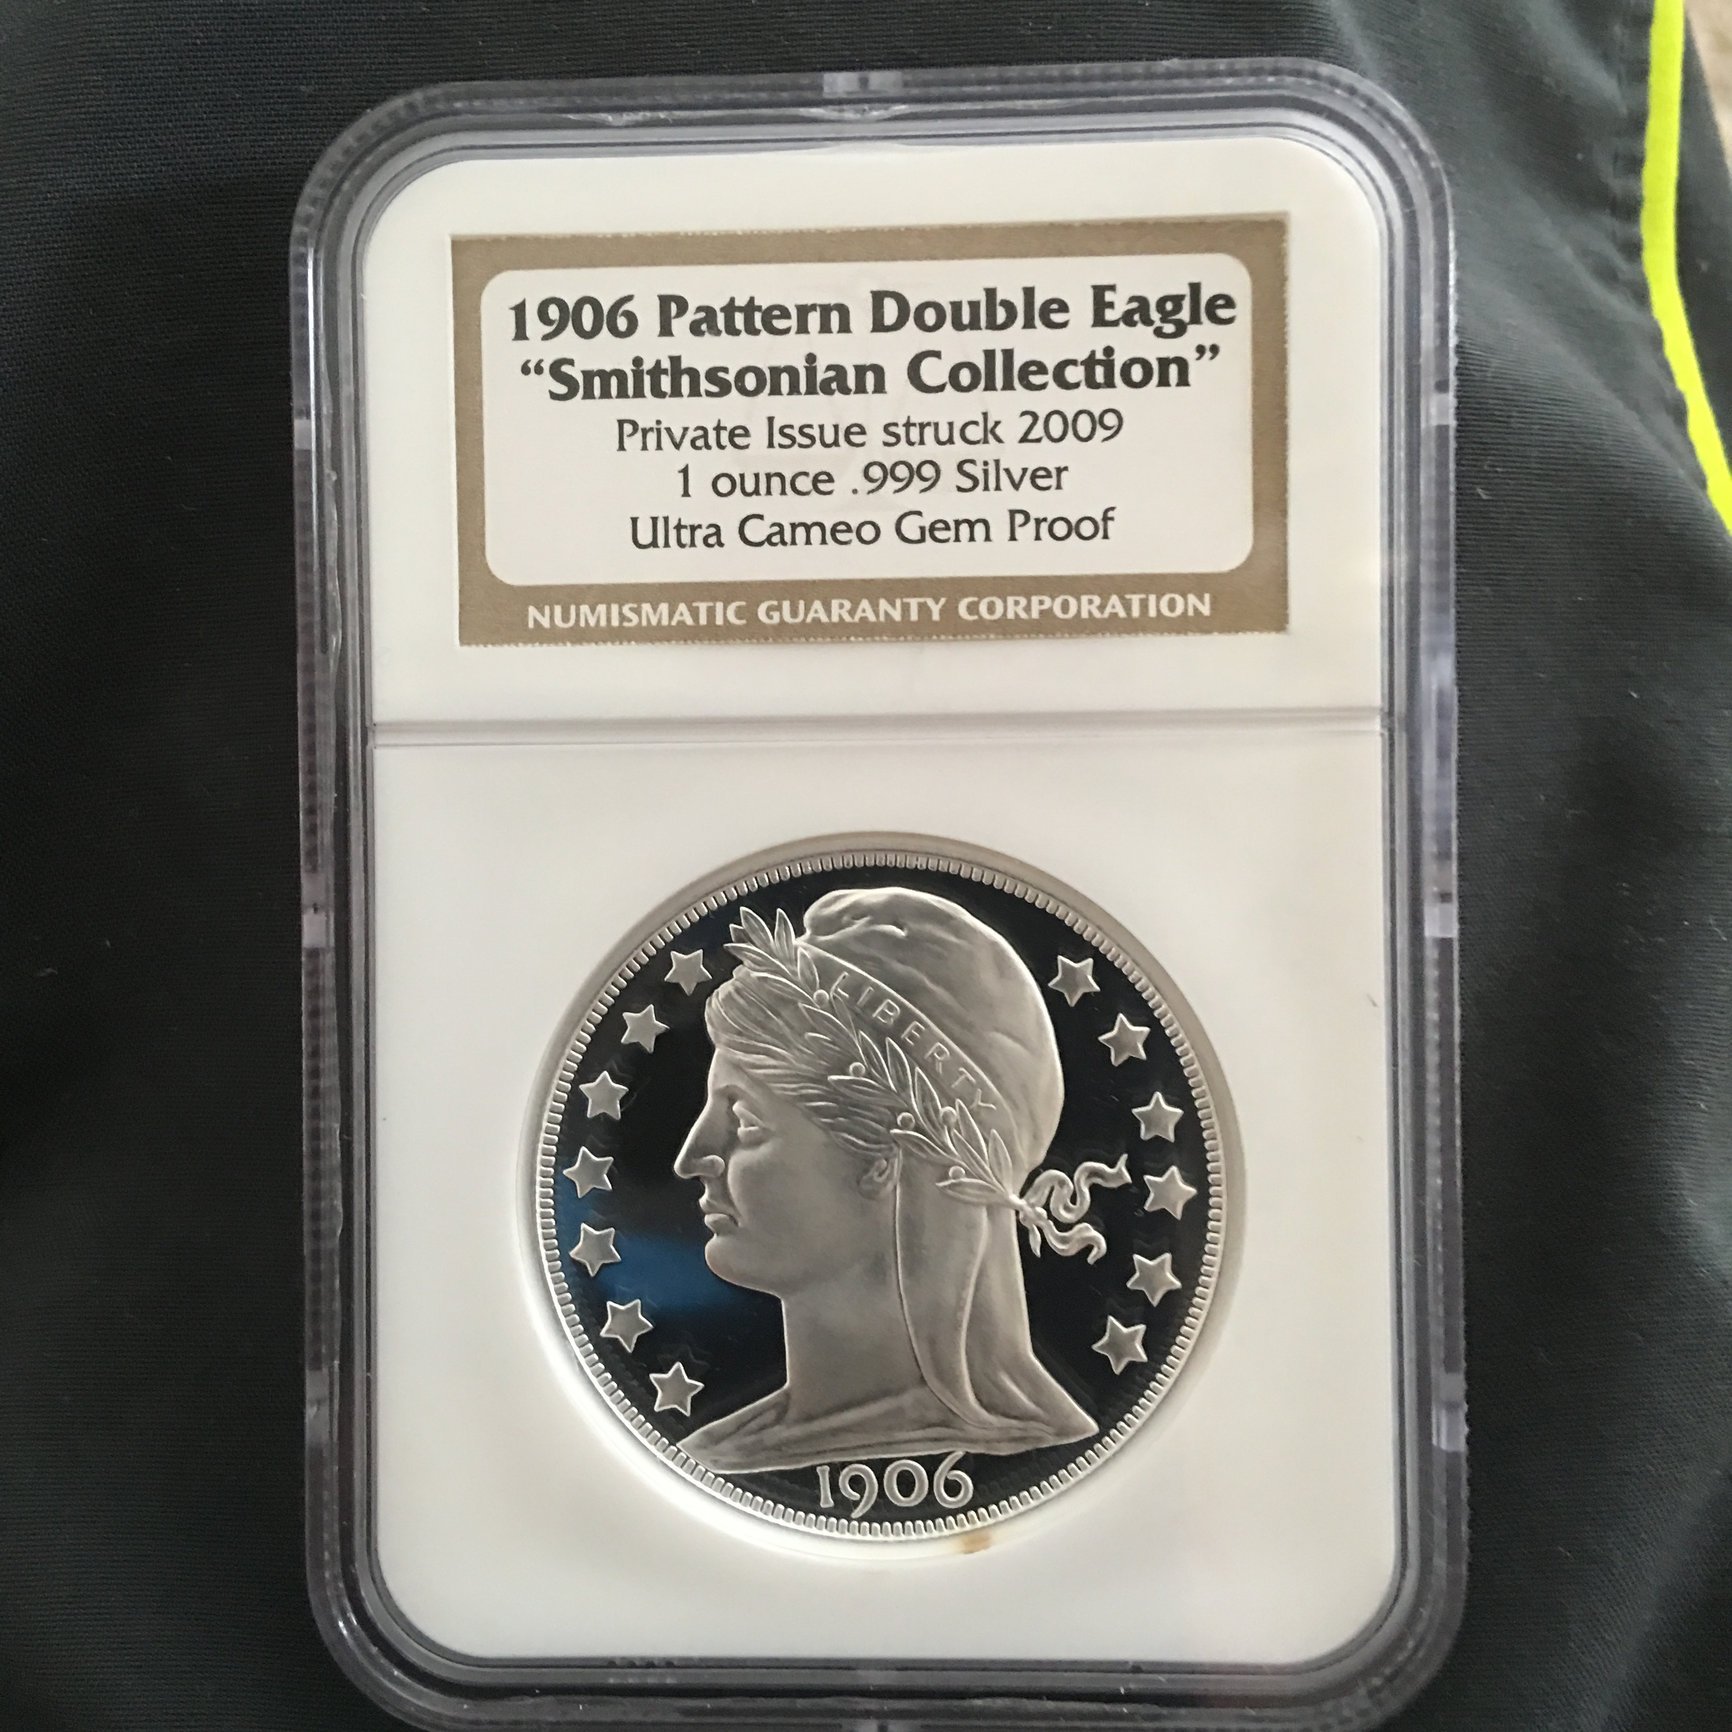 1906 Pattern Double Eagle
“Smithsonian Collection”
Private Issue struck 2009
1 ounce .999 Silver
Ultra Cameo Gem Proof
NUMISMATIC GUARANTY CORPORATION
LIBERTY
1906